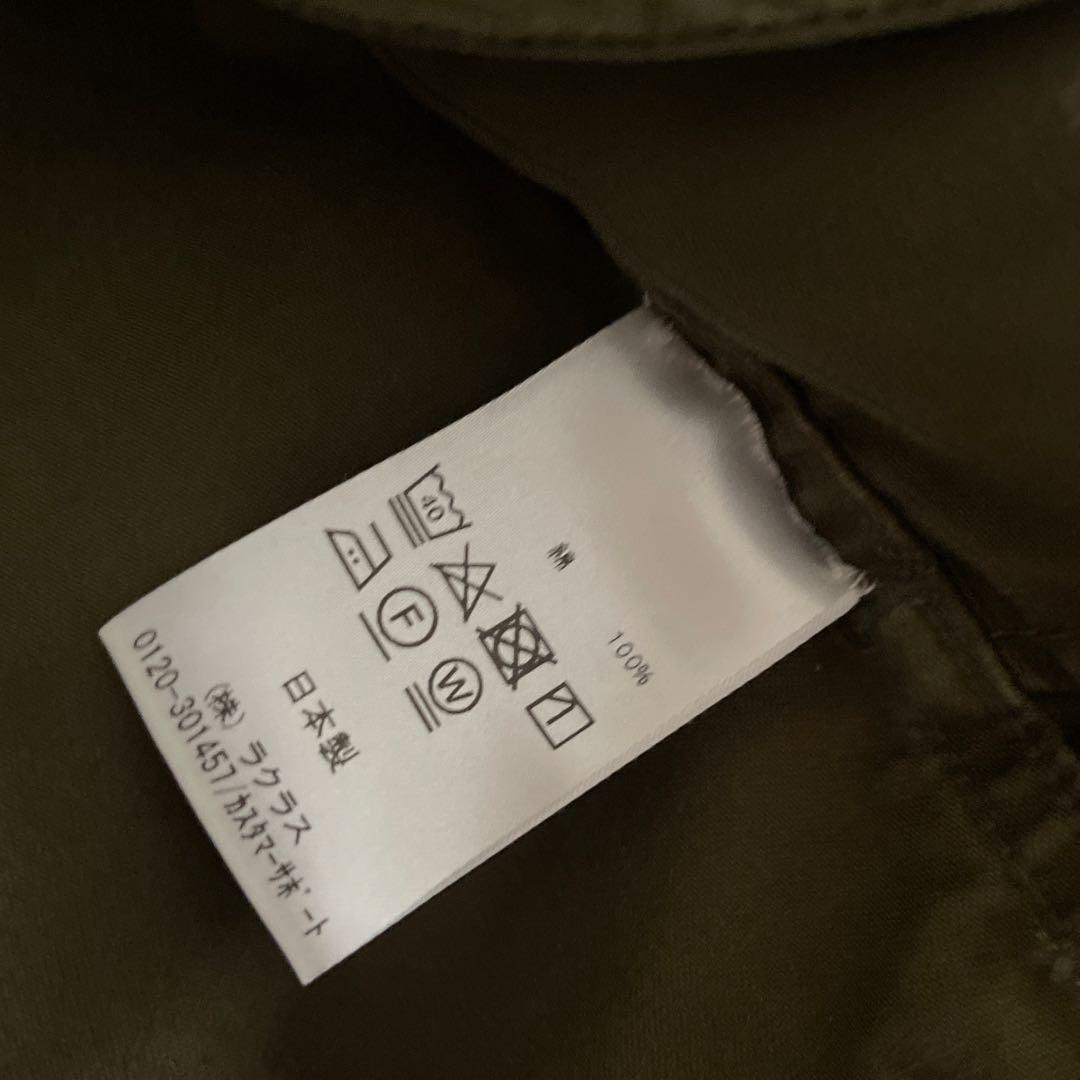 綿 100%
40
F W
日本製
(株) ラクラス
0120-301457/ｶｽﾀﾏｰｻﾎﾟｰﾄ